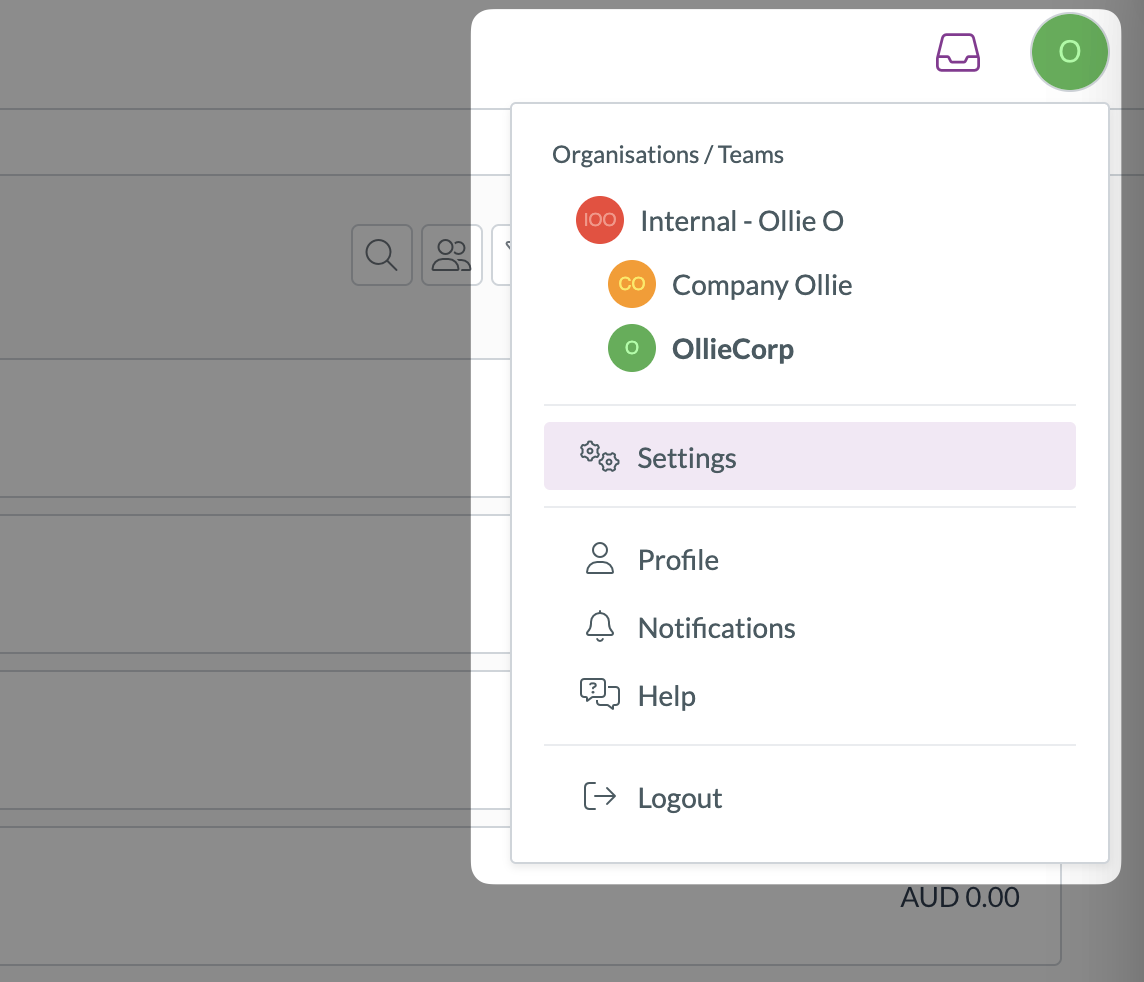 O
Organisations / Teams
IOO Internal - Ollie O
CO Company Ollie
O OllieCorp
Settings
Profile
Notifications
? Help
Logout
AUD 0.00